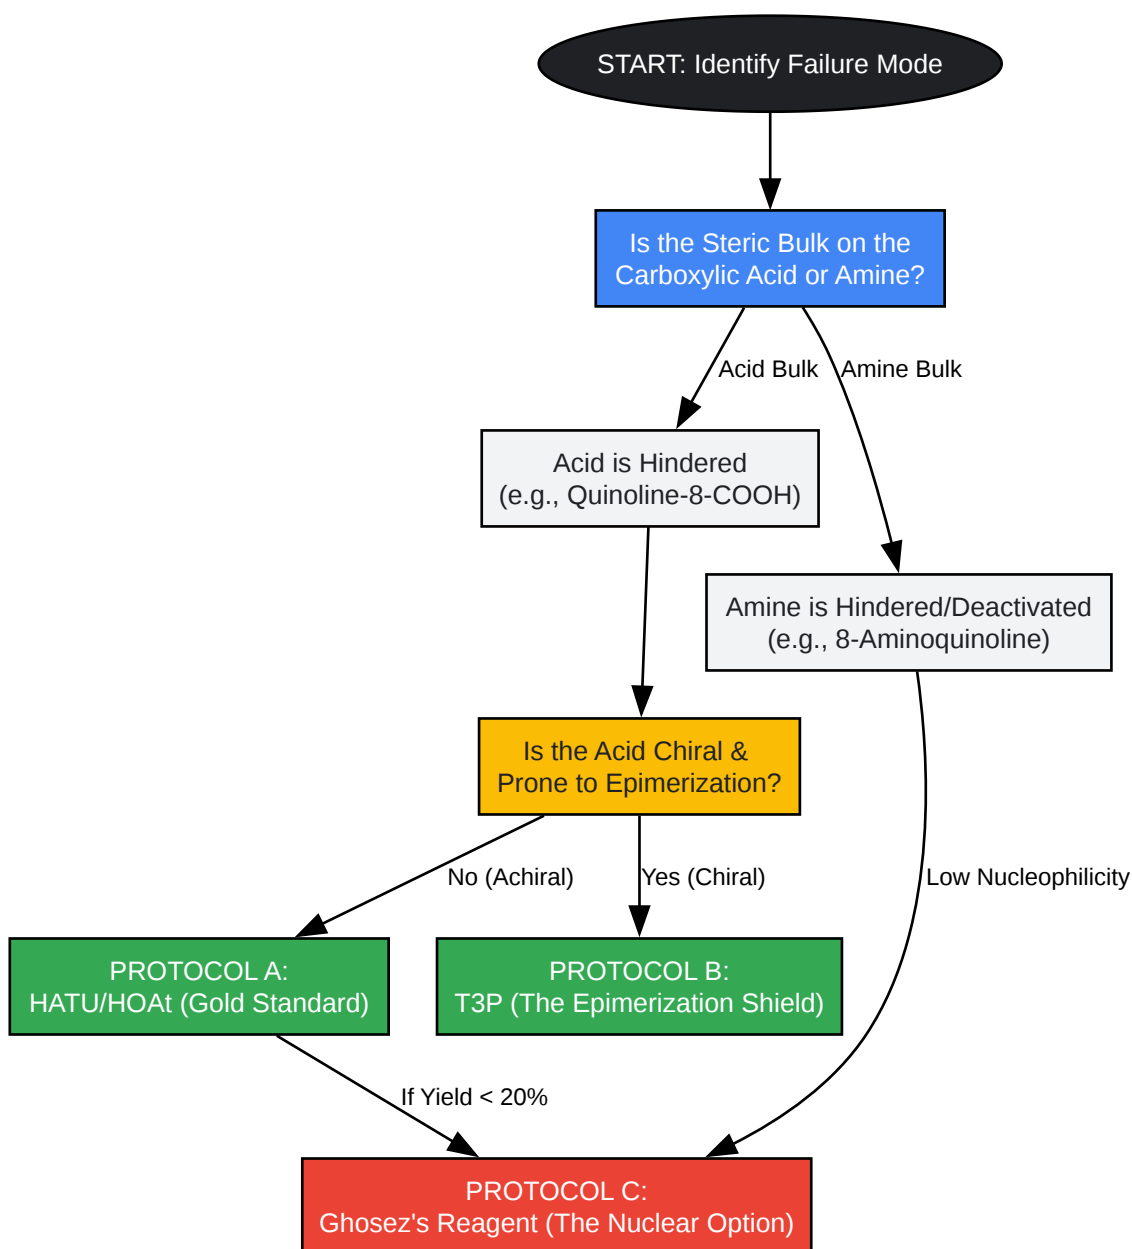 START: Identify Failure Mode
Is the Steric Bulk on the
Carboxylic Acid or Amine?
Acid Bulk
Amine Bulk
Acid is Hindered
(e.g., Quinoline-8-COOH)
Amine is Hindered/Deactivated
(e.g., 8-Aminoquinoline)
Is the Acid Chiral &
Prone to Epimerization?
No (Achiral)
Yes (Chiral)
Low Nucleophilicity
PROTOCOL A:
HATU/HOAt (Gold Standard)
PROTOCOL B:
T3P (The Epimerization Shield)
If Yield < 20%
PROTOCOL C:
Ghosez's Reagent (The Nuclear Option)